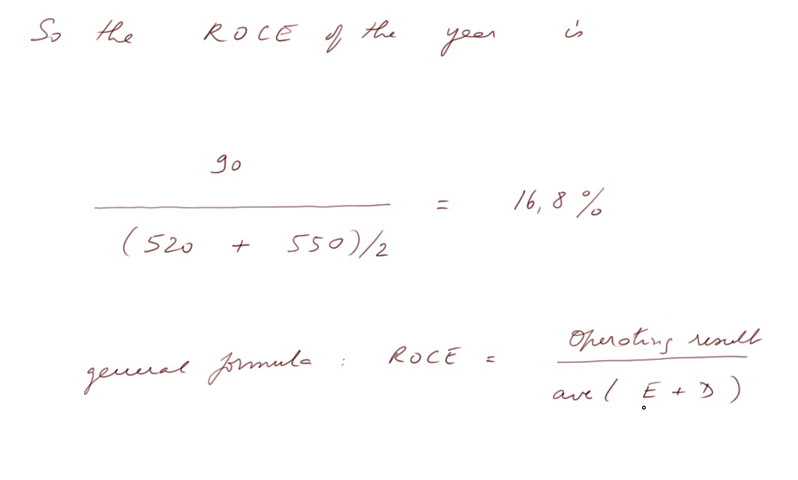 So the ROCE of the year is
90
(520 + 550)/2
= 16,8 %
general formula : ROCE =
Operating result
ave ( E + D )